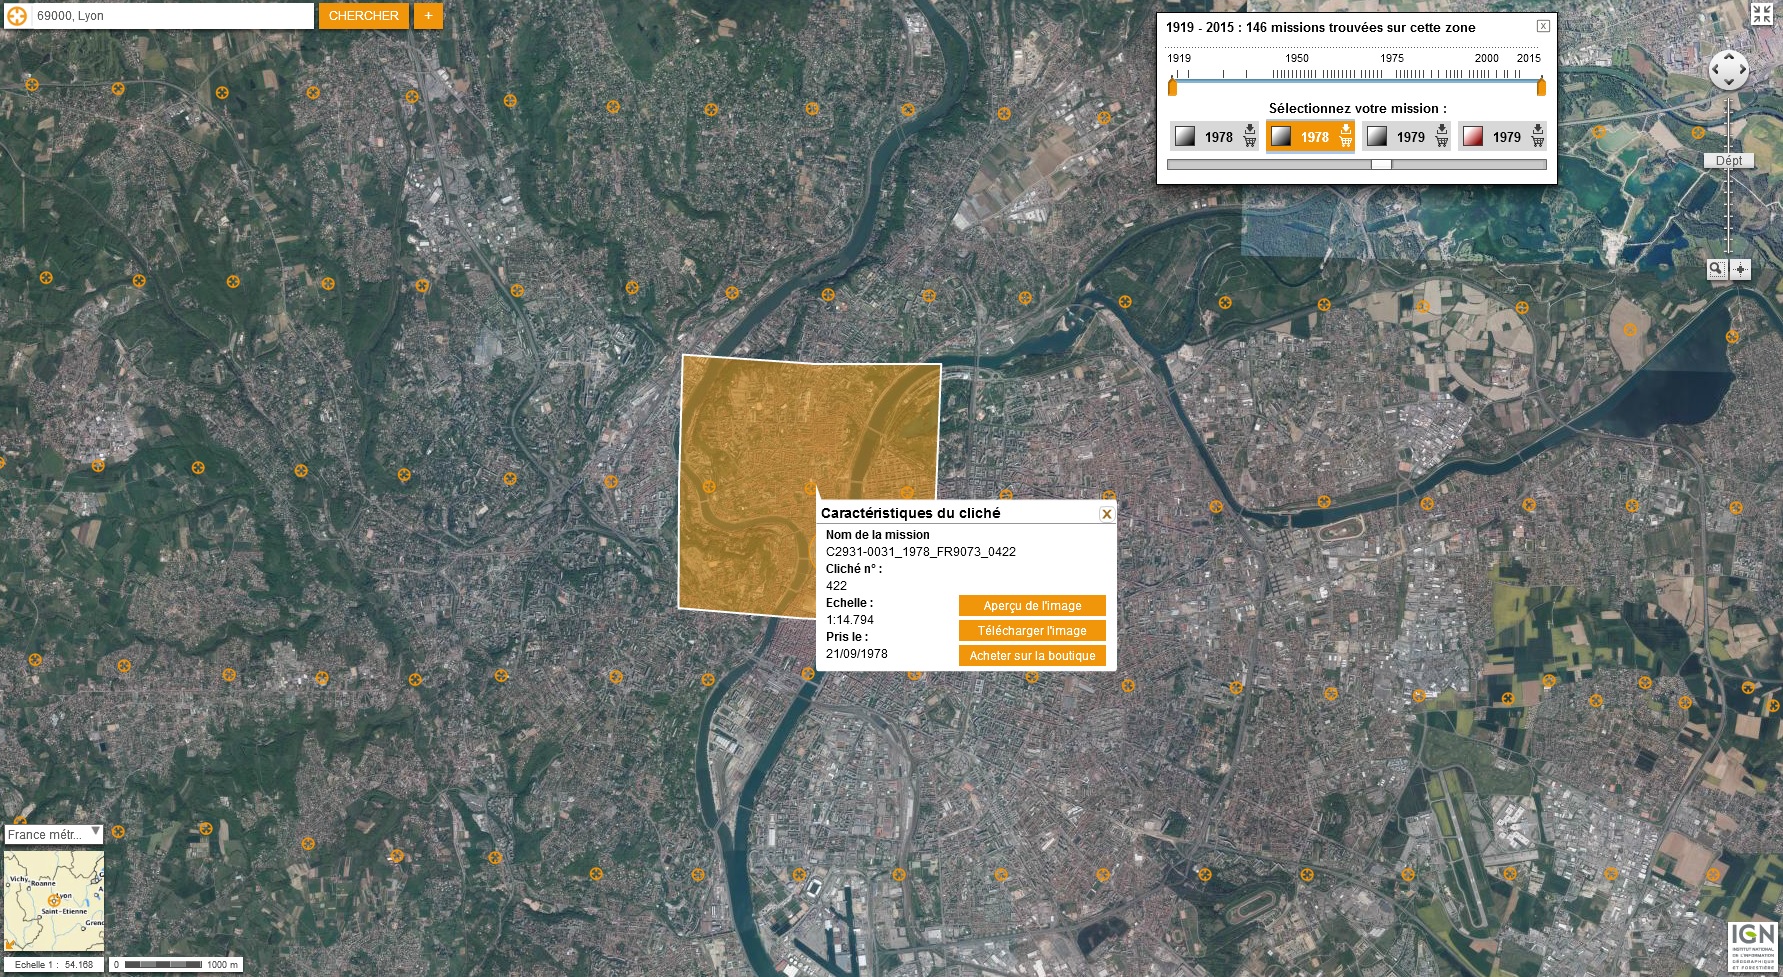 69000, Lyon
CHERCHER
+
1919 - 2015 : 146 missions trouvées sur cette zone
x
1919 1950 1975 2000 2015
Sélectionnez votre mission :
1978 1978 1979 1979
Dépt
Caractéristiques du cliché
X
Nom de la mission
C2931-0031_1978_FR9073_0422
Cliché n° :
422
Echelle :
1:14.794
Pris le :
21/09/1978
Aperçu de l'image
Télécharger l'image
Acheter sur la boutique
France métr...
Vichy
Roanne
Lyon
Saint-Etienne
Greno
Echelle 1 : 54.168
0 1000 m
IGN
INSTITUT NATIONAL
DE L'INFORMATION
GÉOGRAPHIQUE
ET FORESTIÈRE